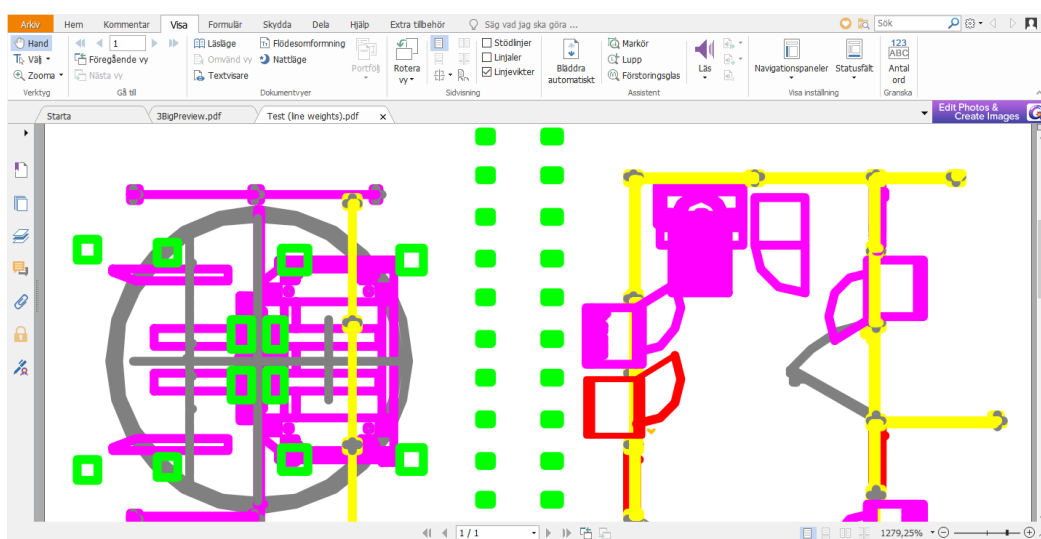 Arkiv Hem Kommentar Visa Formulär Skydda Dela Hjälp Extra tillbehör Säg vad jag ska göra ... Sök
Hand 1 Läsläge Flödesomformning Stödlinjer Markör 123
Välj Föregående vy Omvänd vy Nattläge Portfölj Rotera Linjaler Bläddra Lupp Läs Navigationspaneler Statusfält ABC Antal
Zooma Nästa vy Textvisare vy Linjevikter automatiskt Förstoringsglas ord
Verktyg Gå till Dokumentvyer Sidvisning Assistent Visa inställning Granska
Starta 3BigPreview.pdf Test (line weights).pdf x Edit Photos &
Create Images
1 / 1 1279,25%